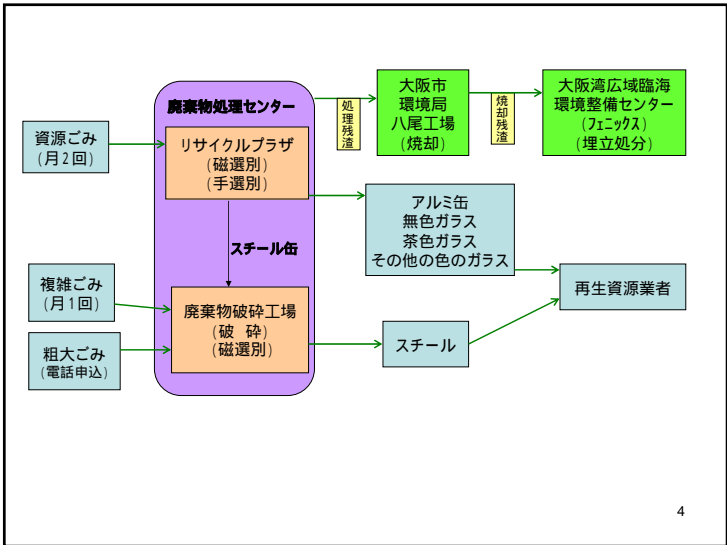 廃棄物処理センター
処理残渣
大阪市
環境局
八尾工場
(焼却)
焼却残渣
大阪湾広域臨海
環境整備センター
(フェニックス)
(埋立処分)
資源ごみ
(月2回)
リサイクルプラザ
(磁選別)
(手選別)
アルミ缶
無色ガラス
茶色ガラス
その他の色のガラス
スチール缶
再生資源業者
複雑ごみ
(月1回)
廃棄物破砕工場
(破 砕)
(磁選別)
スチール
粗大ごみ
(電話申込)
4